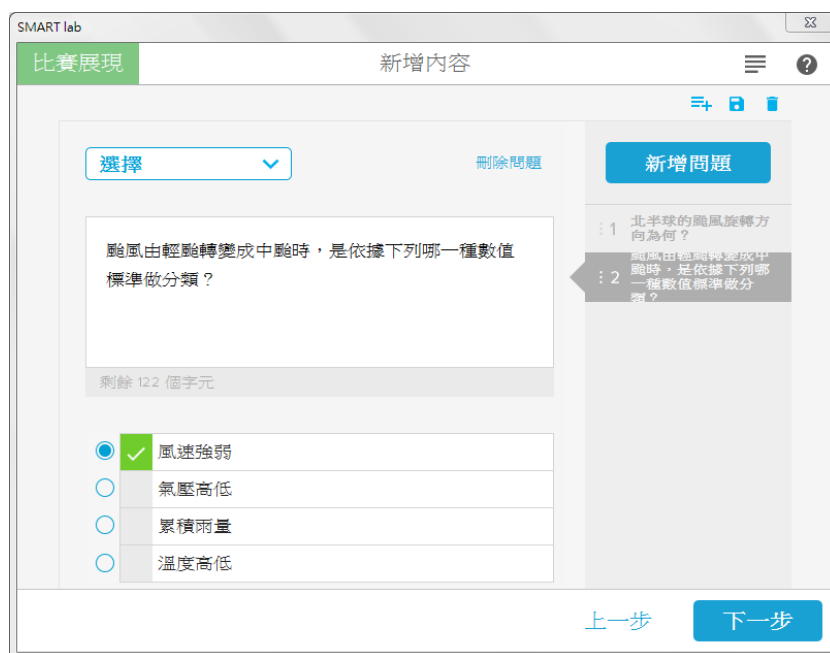 SMART lab
比賽展現
新增內容
選擇
刪除問題
新增問題
颱風由輕颱轉變成中颱時，是依據下列哪一種數值
標準做分類？
剩餘 122 個字元
1 北半球的颱風旋轉方
向為何？
2 颱風由輕颱轉變成中
颱時，是依據下列哪
一種數值標準做分
類？
風速強弱
氣壓高低
累積雨量
溫度高低
上一步
下一步